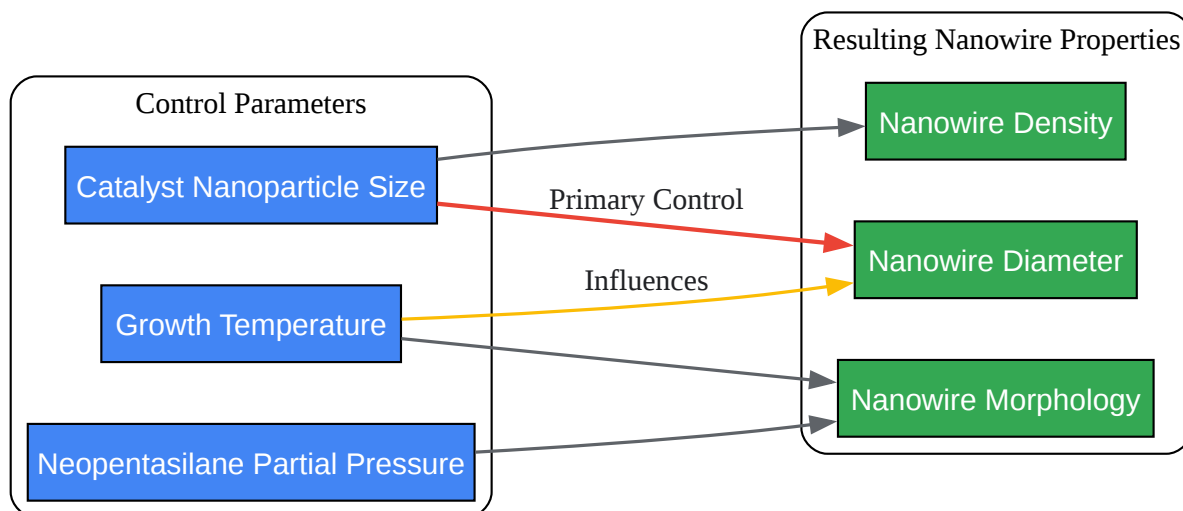 Control Parameters
Catalyst Nanoparticle Size
Growth Temperature
Neopentasilane Partial Pressure
Primary Control
Influences
Resulting Nanowire Properties
Nanowire Density
Nanowire Diameter
Nanowire Morphology